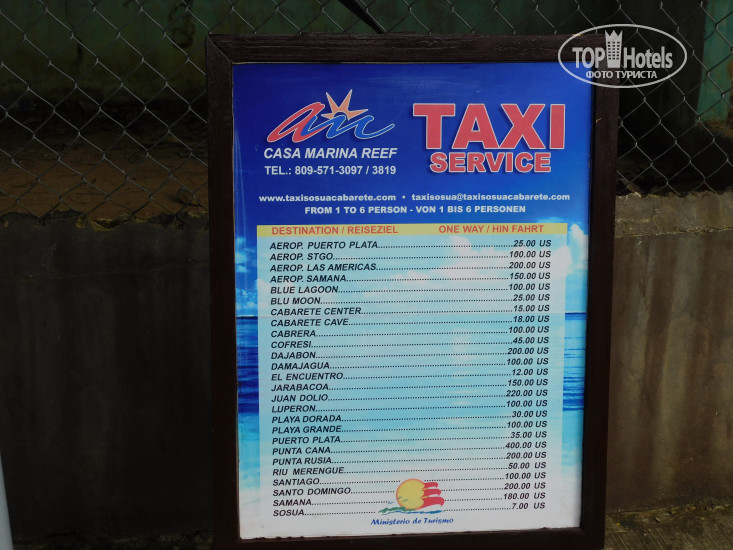 TOPHotels
ФОТО ТУРИСТА
am
CASA MARINA REEF
TEL.: 809-571-3097 / 3819
TAXI
SERVICE
www.taxisosuacabarete.com • taxisosua@taxisosuacabarete.com
FROM 1 TO 6 PERSON - VON 1 BIS 6 PERSONEN
DESTINATION / REISEZIEL ONE WAY / HIN FAHRT
AEROP. PUERTO PLATA 25.00 US
AEROP. STGO 100.00 US
AEROP. LAS AMERICAS 200.00 US
AEROP. SAMANA 150.00 US
BLUE LAGOON 100.00 US
BLU MOON 25.00 US
CABARETE CENTER 15.00 US
CABARETE CAVE 18.00 US
CABRERA 100.00 US
COFRESI 45.00 US
DAJABON 200.00 US
DAMAJAGUA 100.00 US
EL ENCUENTRO 12.00 US
JARABACOA 150.00 US
JUAN DOLIO 220.00 US
LUPERON 100.00 US
PLAYA DORADA 30.00 US
PLAYA GRANDE 100.00 US
PUERTO PLATA 35.00 US
PUNTA CANA 400.00 US
PUNTA RUSIA 200.00 US
RIU MERENGUE 50.00 US
SANTIAGO 100.00 US
SANTO DOMINGO 200.00 US
SAMANA 180.00 US
SOSUA 7.00 US
Ministerio de Turismo